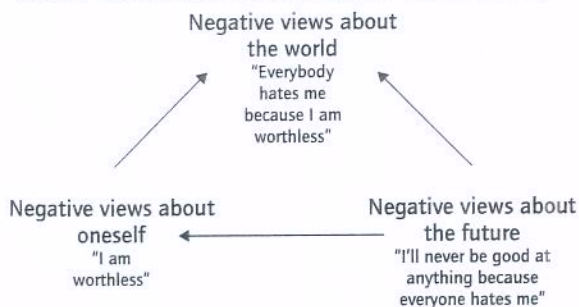 Negative views about
the world
"Everybody
hates me
because I am
worthless"
Negative views about
oneself
"I am
worthless"
Negative views about
the future
"I'll never be good at
anything because
everyone hates me"